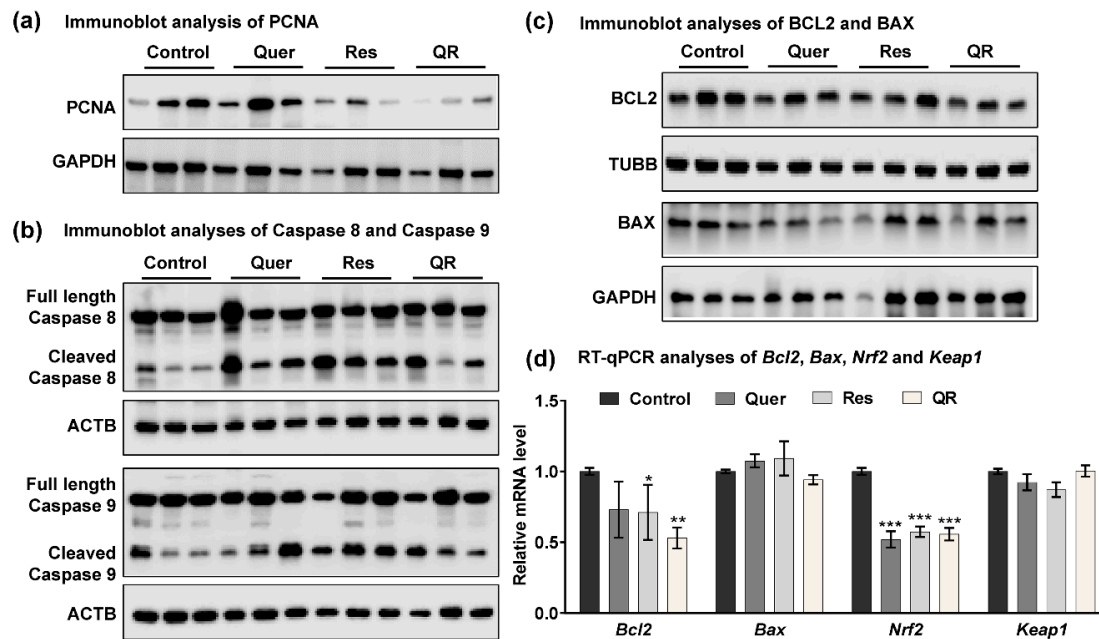 (a) Immunoblot analysis of PCNA
Control Quer Res QR
PCNA
GAPDH
(b) Immunoblot analyses of Caspase 8 and Caspase 9
Control Quer Res QR
Full length
Caspase 8
Cleaved
Caspase 8
ACTB
Full length
Caspase 9
Cleaved
Caspase 9
ACTB
(c) Immunoblot analyses of BCL2 and BAX
Control Quer Res QR
BCL2
TUBB
BAX
GAPDH
(d) RT-qPCR analyses of Bcl2, Bax, Nrf2 and Keap1
Control Quer Res QR
Relative mRNA level
1.5
1.0
0.5
0.0
*
**
*** *** ***
Bcl2 Bax Nrf2 Keap1